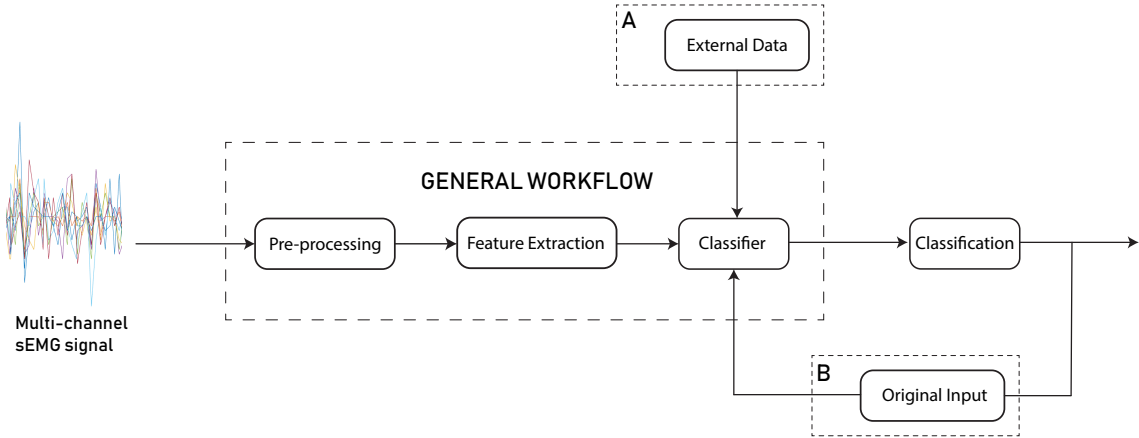 A
External Data
GENERAL WORKFLOW
Pre-processing
Feature Extraction
Classifier
Classification
Multi-channel
sEMG signal
B
Original Input